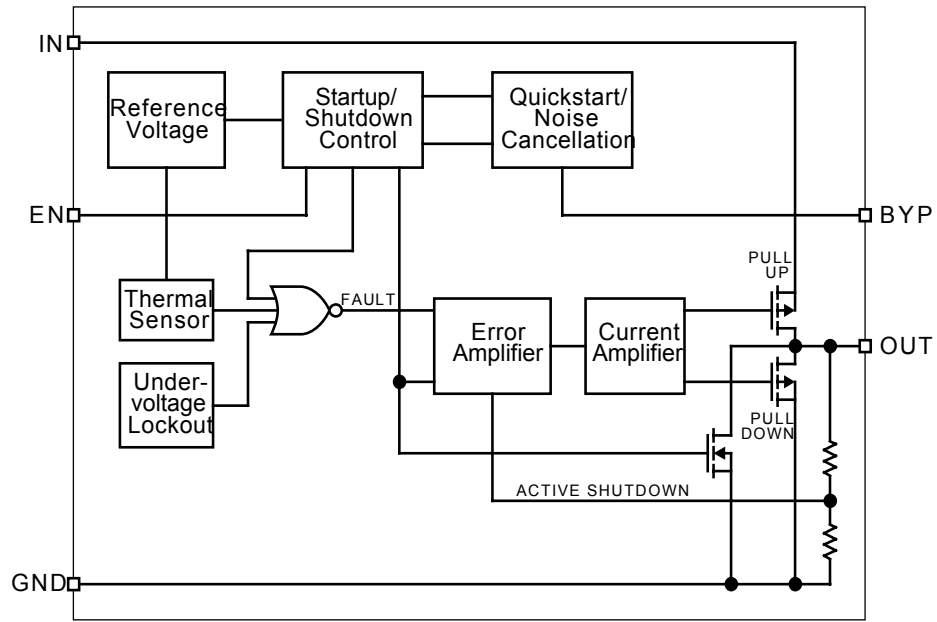 IN
Reference
Voltage
Startup/
Shutdown
Control
Quickstart/
Noise
Cancellation
EN
BYP
PULL
UP
Thermal
Sensor
FAULT
Error
Amplifier
Current
Amplifier
OUT
Under-
voltage
Lockout
PULL
DOWN
ACTIVE SHUTDOWN
GND